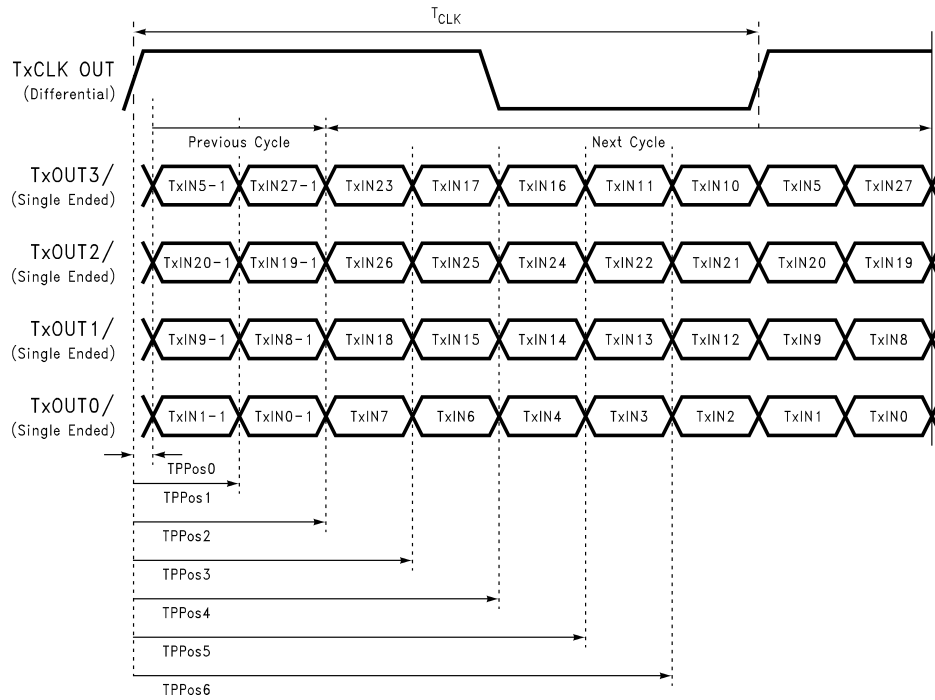 T_CLK
TxCLK OUT
(Differential)
Previous Cycle Next Cycle
TxOUT3/
(Single Ended)
TxIN5-1 TxIN27-1 TxIN23 TxIN17 TxIN16 TxIN11 TxIN10 TxIN5 TxIN27
TxOUT2/
(Single Ended)
TxIN20-1 TxIN19-1 TxIN26 TxIN25 TxIN24 TxIN22 TxIN21 TxIN20 TxIN19
TxOUT1/
(Single Ended)
TxIN9-1 TxIN8-1 TxIN18 TxIN15 TxIN14 TxIN13 TxIN12 TxIN9 TxIN8
TxOUT0/
(Single Ended)
TxIN1-1 TxIN0-1 TxIN7 TxIN6 TxIN4 TxIN3 TxIN2 TxIN1 TxIN0
TPPos0
TPPos1
TPPos2
TPPos3
TPPos4
TPPos5
TPPos6